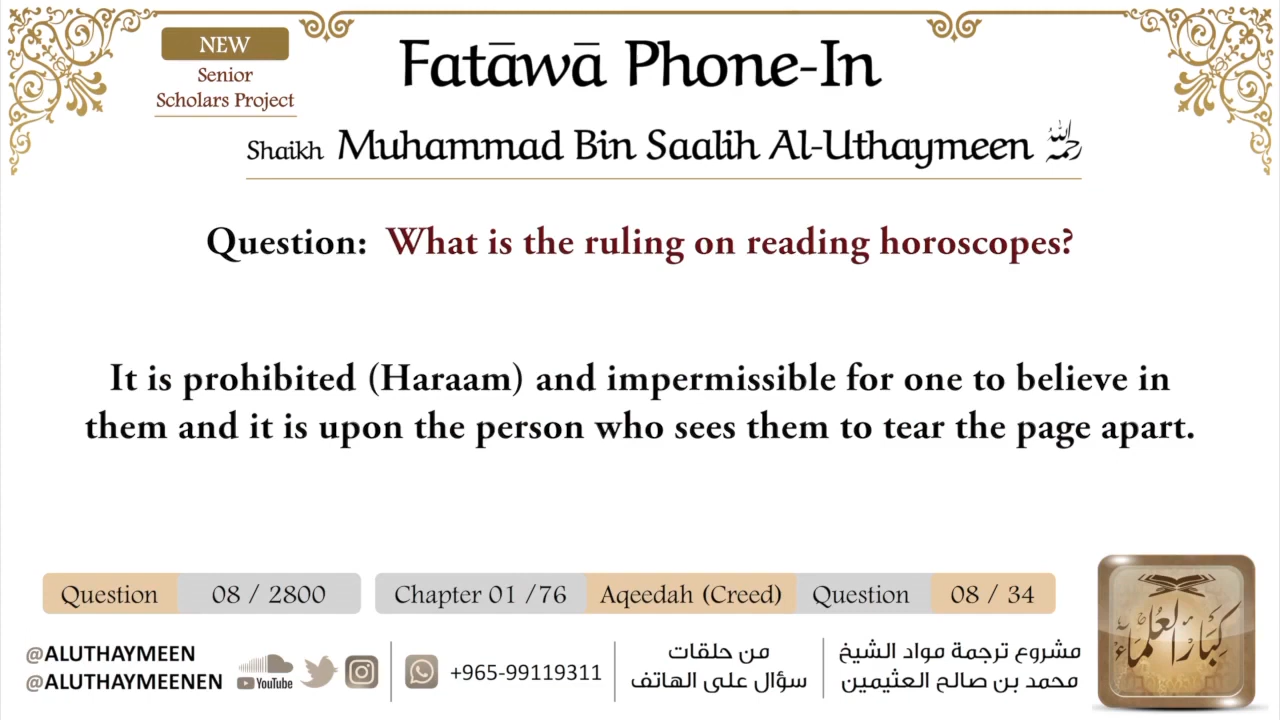 NEW
Senior
Scholars Project
Fatāwā Phone-In
Shaikh Muhammad Bin Saalih Al-Uthaymeen رحمه الله
Question: What is the ruling on reading horoscopes?
It is prohibited (Haraam) and impermissible for one to believe in
them and it is upon the person who sees them to tear the page apart.
Question 08 / 2800 Chapter 01 /76 Aqeedah (Creed) Question 08 / 34
@ALUTHAYMEEN
@ALUTHAYMEENEN
YouTube
+965-99119311
من حلقات
سؤال على الهاتف
مشروع ترجمة مواد الشيخ
محمد بن صالح العثيمين
كبار العلماء